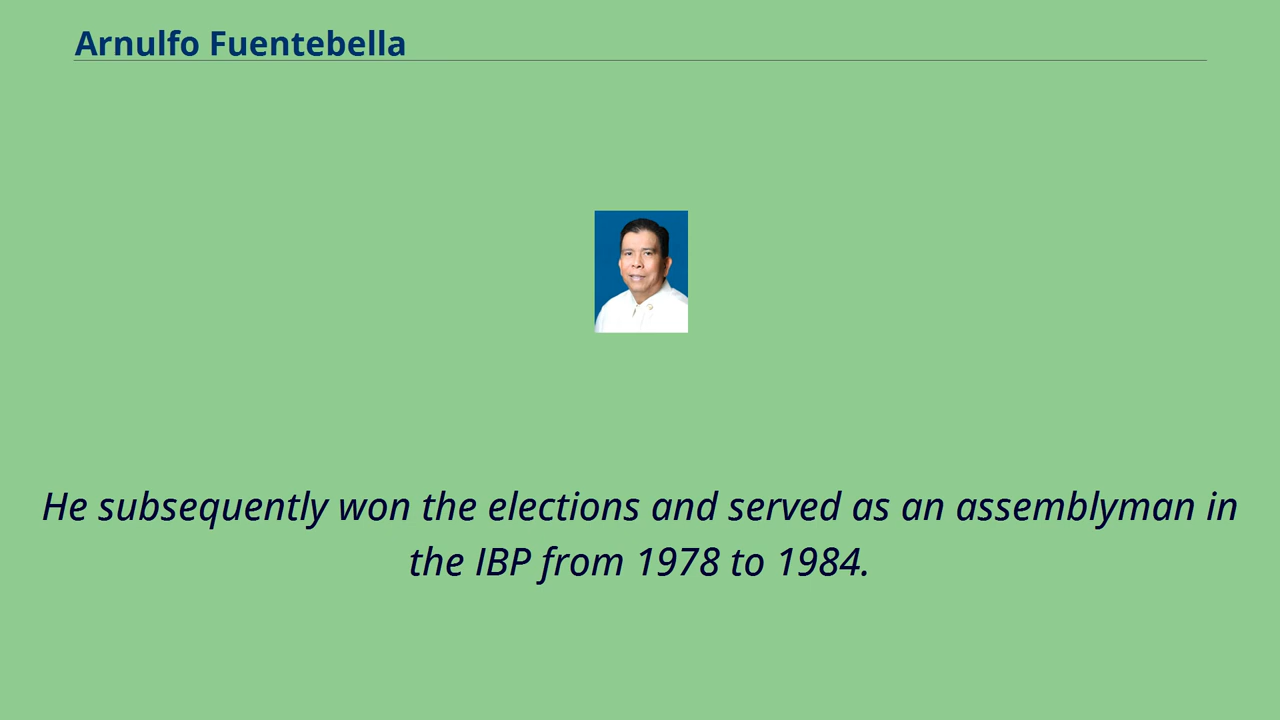 Arnulfo Fuentebella
He subsequently won the elections and served as an assemblyman in
the IBP from 1978 to 1984.